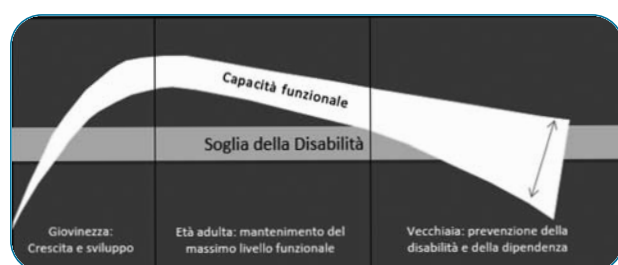 Capacità funzionale
Soglia della Disabilità
Giovinezza:
Crescita e sviluppo
Età adulta: mantenimento del
massimo livello funzionale
Vecchiaia: prevenzione della
disabilità e della dipendenza